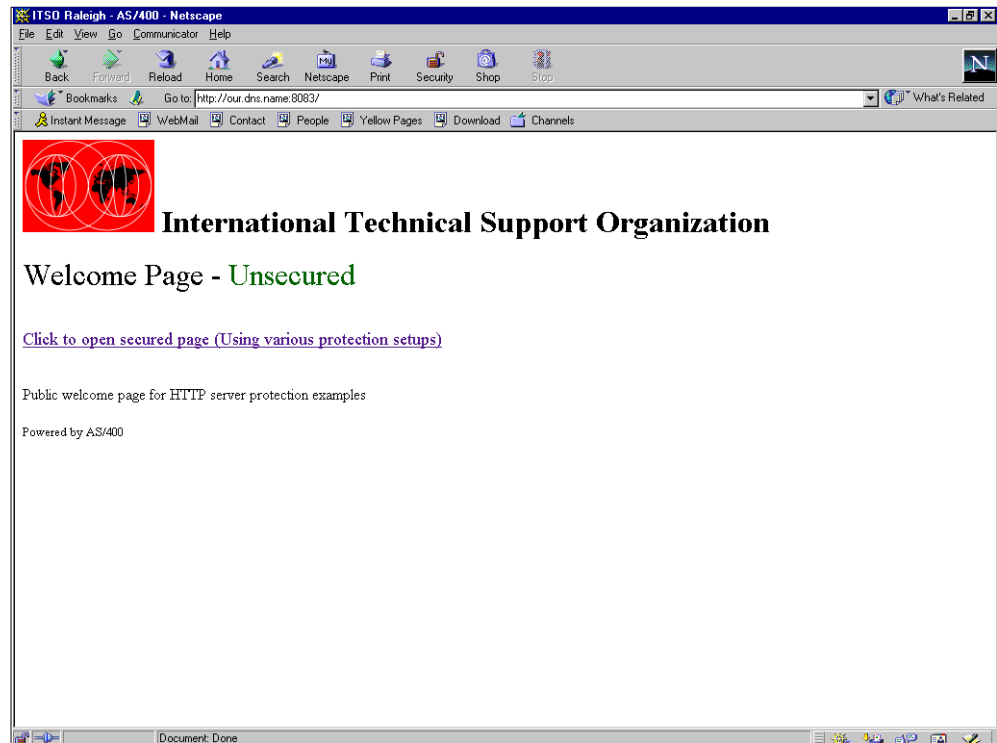 ITSO Raleigh - AS/400 - Netscape
File Edit View Go Communicator Help
Back Forward Reload Home Search Netscape Print Security Shop Stop
N
Bookmarks Go to: http://our.dns.name:8083/ What's Related
Instant Message WebMail Contact People Yellow Pages Download Channels
International Technical Support Organization
Welcome Page - Unsecured
Click to open secured page (Using various protection setups)
Public welcome page for HTTP server protection examples
Powered by AS/400
Document: Done